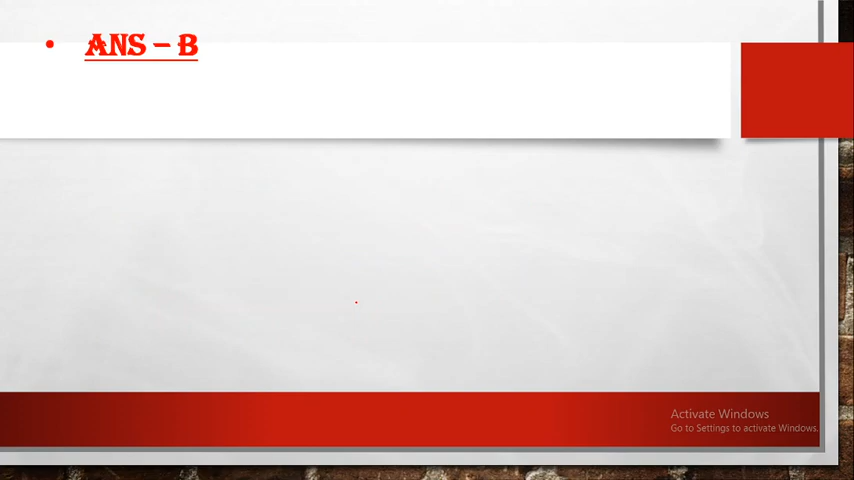 • ANS – B
Activate Windows
Go to Settings to activate Windows.